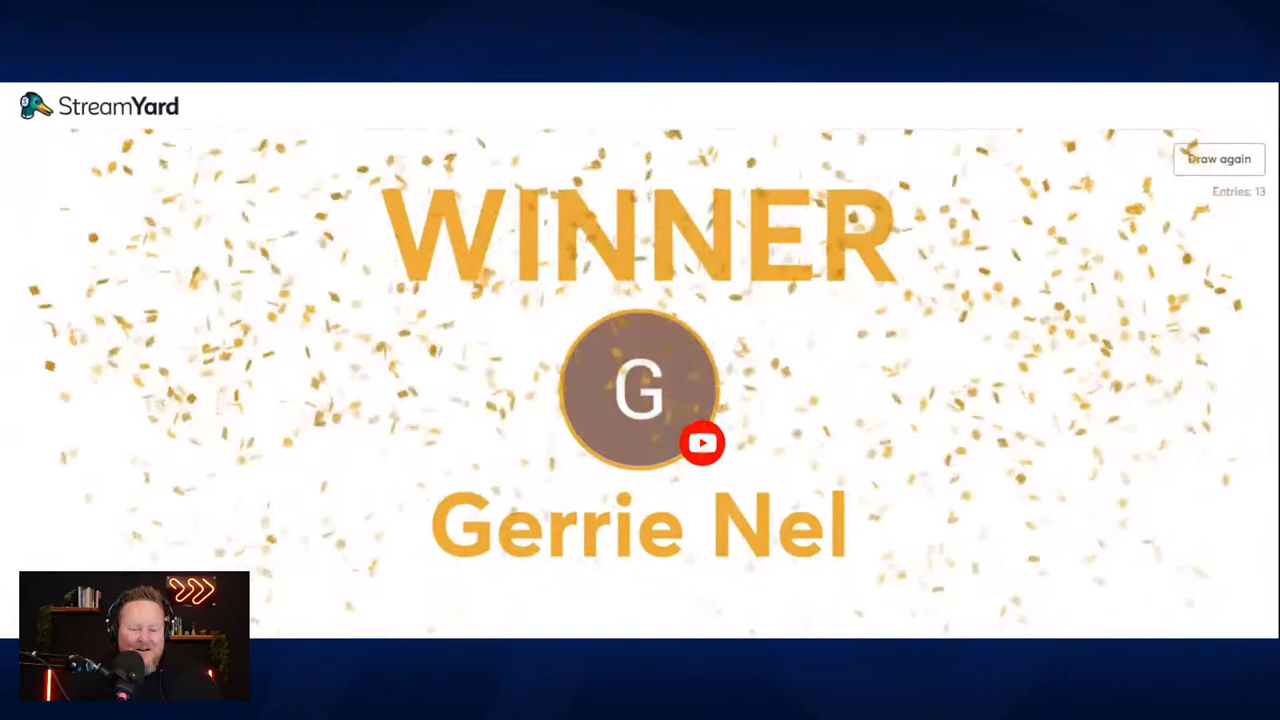 StreamYard
Draw again
Entries: 13
WINNER
G
Gerrie Nel